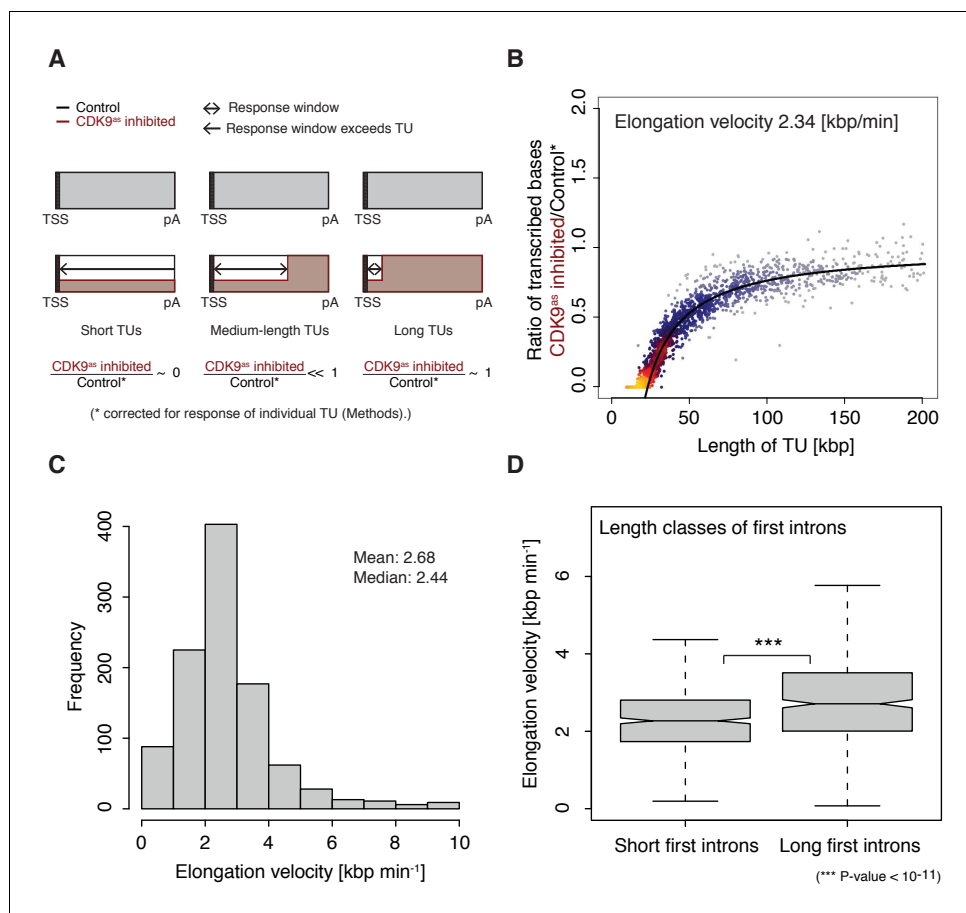 A
Control
CDK9ᵃˢ inhibited
Response window
Response window exceeds TU
TSS pA TSS pA TSS pA
TSS pA TSS pA TSS pA
Short TUs Medium-length TUs Long TUs
CDK9ᵃˢ inhibited ~ 0 CDK9ᵃˢ inhibited << 1 CDK9ᵃˢ inhibited ~ 1
Control* Control* Control*
(* corrected for response of individual TU (Methods).)
B
Elongation velocity 2.34 [kbp/min]
Ratio of transcribed bases
CDK9ᵃˢ inhibited/Control*
2.0
1.5
1.0
0.5
0.0
0 50 100 150 200
Length of TU [kbp]
C
Mean: 2.68
Median: 2.44
Frequency
400
300
200
100
0
0 2 4 6 8 10
Elongation velocity [kbp min⁻¹]
D
Length classes of first introns
Elongation velocity [kbp min⁻¹]
6
4
2
0
***
Short first introns Long first introns
(*** P-value < 10⁻¹¹)